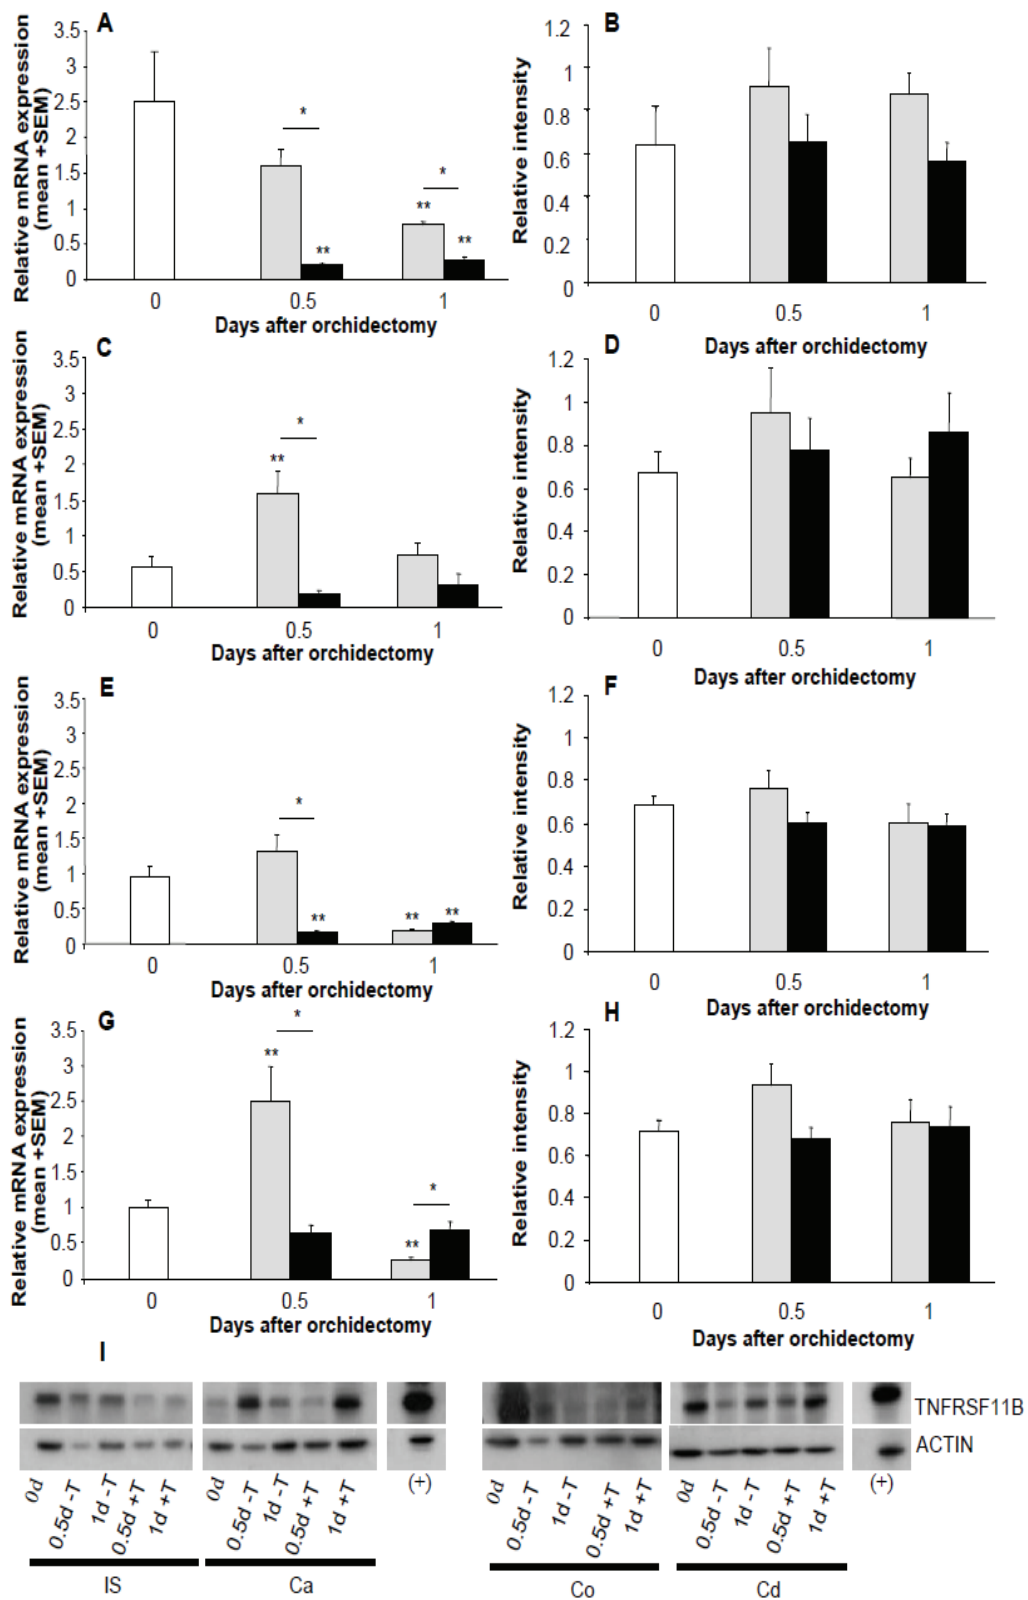 A
Relative mRNA expression
(mean +SEM)
3.5
3
2.5
2
1.5
1
0.5
0
*
**
*
**
**
0
0.5
1
Days after orchidectomy
B
Relative intensity
1.2
1
0.8
0.6
0.4
0.2
0
0
0.5
1
Days after orchidectomy
C
Relative mRNA expression
(mean +SEM)
3.5
3
2.5
2
1.5
1
0.5
0
*
**
0
0.5
1
Days after orchidectomy
D
Relative intensity
1.2
1
0.8
0.6
0.4
0.2
0
0
0.5
1
Days after orchidectomy
E
Relative mRNA expression
(mean +SEM)
3.5
3
2.5
2
1.5
1
0.5
0
*
**
**
**
0
0.5
1
Days after orchidectomy
F
Relative intensity
1.2
1
0.8
0.6
0.4
0.2
0
0
0.5
1
Days after orchidectomy
G
Relative mRNA expression
(mean +SEM)
3.5
3
2.5
2
1.5
1
0.5
0
*
**
*
**
0
0.5
1
Days after orchidectomy
H
Relative intensity
1.2
1
0.8
0.6
0.4
0.2
0
0
0.5
1
Days after orchidectomy
I
TNFRSF11B
ACTIN
0d
0.5d -T
1d -T
0.5d +T
1d +T
0d
0.5d -T
1d -T
0.5d +T
1d +T
(+)
0d
0.5d -T
1d -T
0.5d +T
1d +T
0d
0.5d -T
1d -T
0.5d +T
1d +T
(+)
IS
Ca
Co
Cd